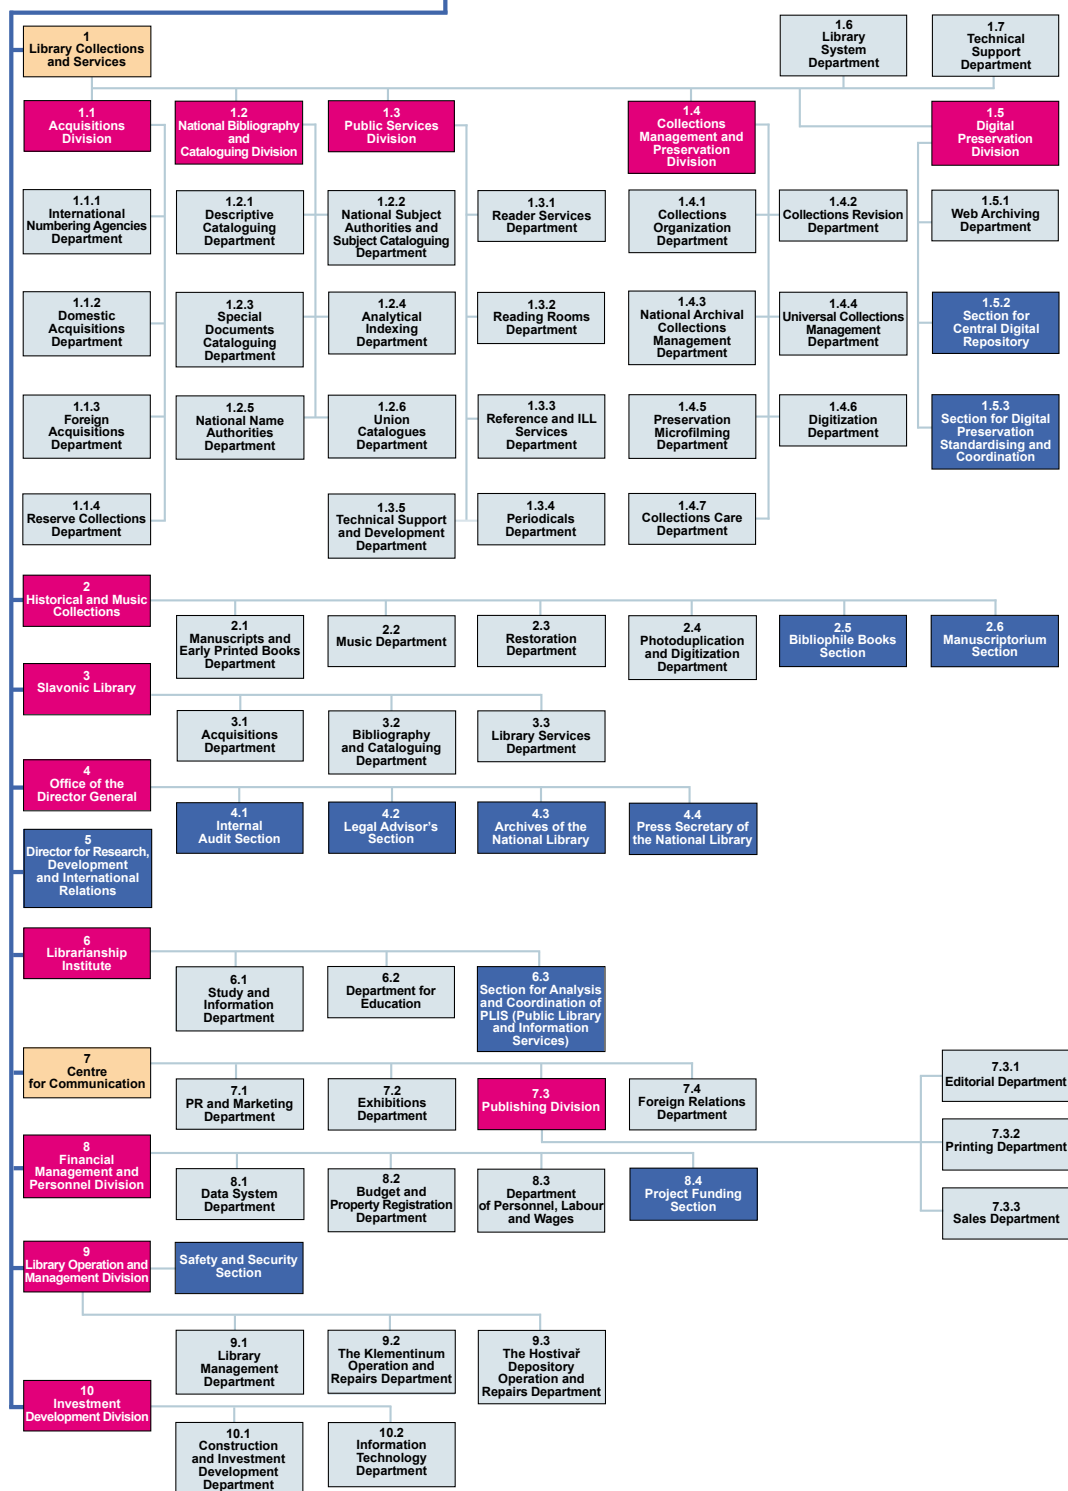 1
Library Collections
and Services
1.6
Library
System
Department
1.7
Technical
Support
Department
1.1
Acquisitions
Division
1.2
National Bibliography
and
Cataloguing Division
1.3
Public Services
Division
1.4
Collections
Management and
Preservation
Division
1.5
Digital
Preservation
Division
1.1.1
International
Numbering Agencies
Department
1.2.1
Descriptive
Cataloguing
Department
1.2.2
National Subject
Authorities and
Subject Cataloguing
Department
1.3.1
Reader Services
Department
1.4.1
Collections
Organization
Department
1.4.2
Collections Revision
Department
1.5.1
Web Archiving
Department
1.1.2
Domestic
Acquisitions
Department
1.2.3
Special
Documents
Cataloguing
Department
1.2.4
Analytical
Indexing
Department
1.3.2
Reading Rooms
Department
1.4.3
National Archival
Collections
Management
Department
1.4.4
Universal Collections
Management
Department
1.5.2
Section for
Central Digital
Repository
1.1.3
Foreign
Acquisitions
Department
1.2.5
National Name
Authorities
Department
1.2.6
Union
Catalogues
Department
1.3.3
Reference and ILL
Services
Department
1.4.5
Preservation
Microfilming
Department
1.4.6
Digitization
Department
1.5.3
Section for Digital
Preservation
Standardising and
Coordination
1.1.4
Reserve Collections
Department
1.3.5
Technical Support
and Development
Department
1.3.4
Periodicals
Department
1.4.7
Collections Care
Department
2
Historical and Music
Collections
2.1
Manuscripts and
Early Printed Books
Department
2.2
Music Department
2.3
Restoration
Department
2.4
Photoduplication
and Digitization
Department
2.5
Bibliophile Books
Section
2.6
Manuscriptorium
Section
3
Slavonic Library
3.1
Acquisitions
Department
3.2
Bibliography
and Cataloguing
Department
3.3
Library Services
Department
4
Office of the
Director General
4.1
Internal
Audit Section
4.2
Legal Advisor's
Section
4.3
Archives of the
National Library
4.4
Press Secretary of
the National Library
5
Director for Research,
Development
and International
Relations
6
Librarianship
Institute
6.1
Study and
Information
Department
6.2
Department for
Education
6.3
Section for Analysis
and Coordination of
PLIS (Public Library
and Information
Services)
7
Centre
for Communication
7.1
PR and Marketing
Department
7.2
Exhibitions
Department
7.3
Publishing Division
7.4
Foreign Relations
Department
7.3.1
Editorial Department
7.3.2
Printing Department
7.3.3
Sales Department
8
Financial
Management and
Personnel Division
8.1
Data System
Department
8.2
Budget and
Property Registration
Department
8.3
Department
of Personnel, Labour
and Wages
8.4
Project Funding
Section
9
Library Operation and
Management Division
Safety and Security
Section
9.1
Library
Management
Department
9.2
The Klementinum
Operation and
Repairs Department
9.3
The Hostivař
Depository
Operation and
Repairs Department
10
Investment
Development Division
10.1
Construction
and Investment
Development
Department
10.2
Information
Technology
Department